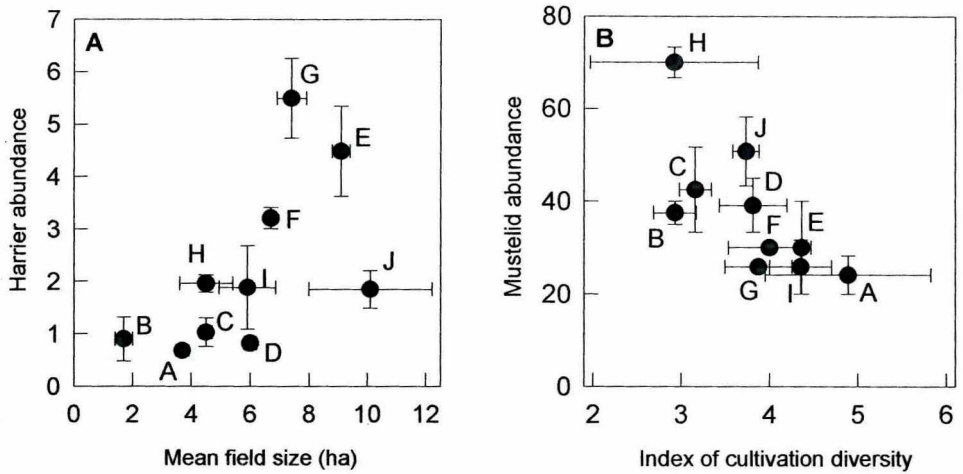 A
7
6
5
4
3
2
1
0
Harrier abundance
G
E
F
H
I
J
B
C
A
D
0 2 4 6 8 10 12
Mean field size (ha)
B
80
60
40
20
0
Mustelid abundance
H
J
C
D
B
F
E
G
I
A
2 3 4 5 6
Index of cultivation diversity